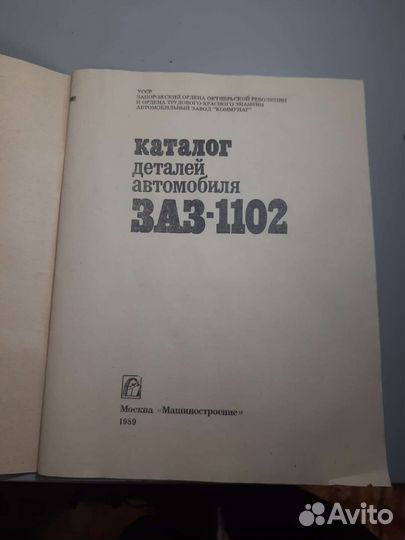 УССР
ЗАПОРОЖСКИЙ ОРДЕНА ОКТЯБРЬСКОЙ РЕВОЛЮЦИИ
И ОРДЕНА ТРУДОВОГО КРАСНОГО ЗНАМЕНИ
АВТОМОБИЛЬНЫЙ ЗАВОД "КОММУНАР"
каталог
деталей
автомобиля
ЗАЗ-1102
Москва «Машиностроение»
1989
Avito